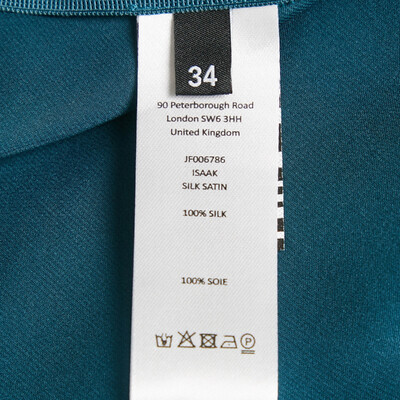 34
90 Peterborough Road
London SW6 3HH
United Kingdom
JF006786
ISAAK
SILK SATIN
100% SILK
100% SOIE
P